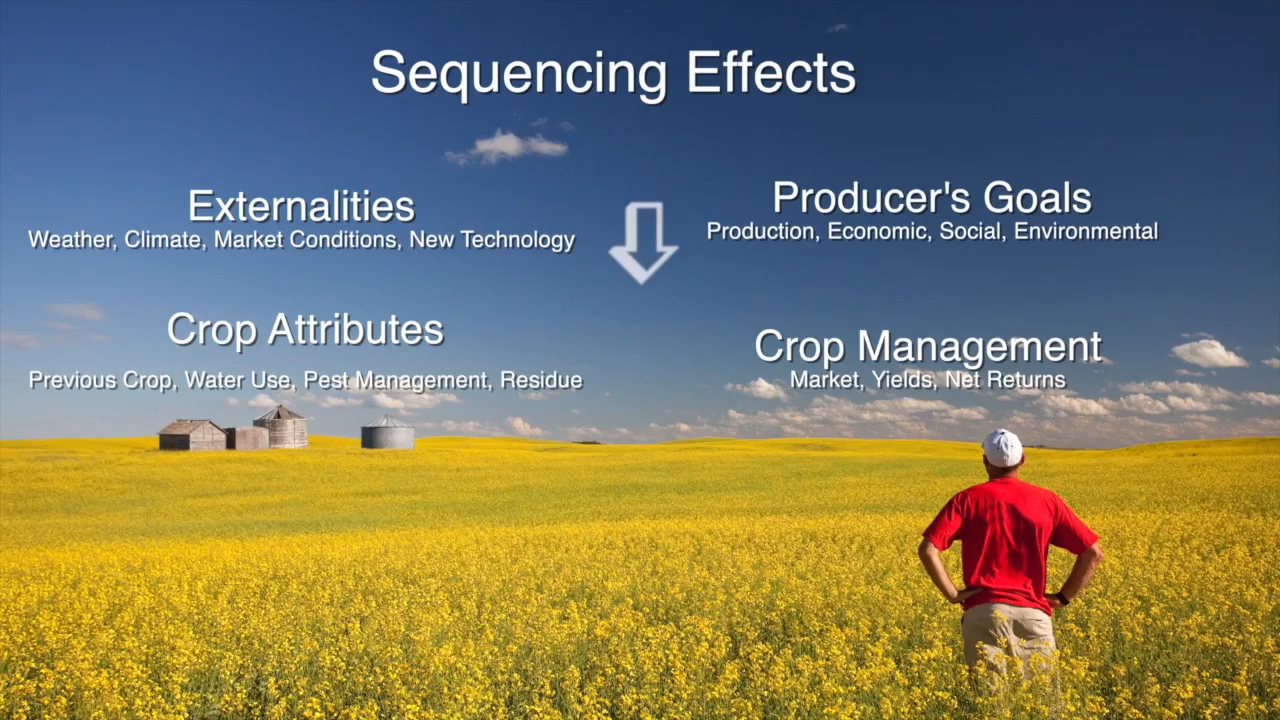 Sequencing Effects
Externalities
Weather, Climate, Market Conditions, New Technology
Producer's Goals
Production, Economic, Social, Environmental
Crop Attributes
Previous Crop, Water Use, Pest Management, Residue
Crop Management
Market, Yields, Net Returns